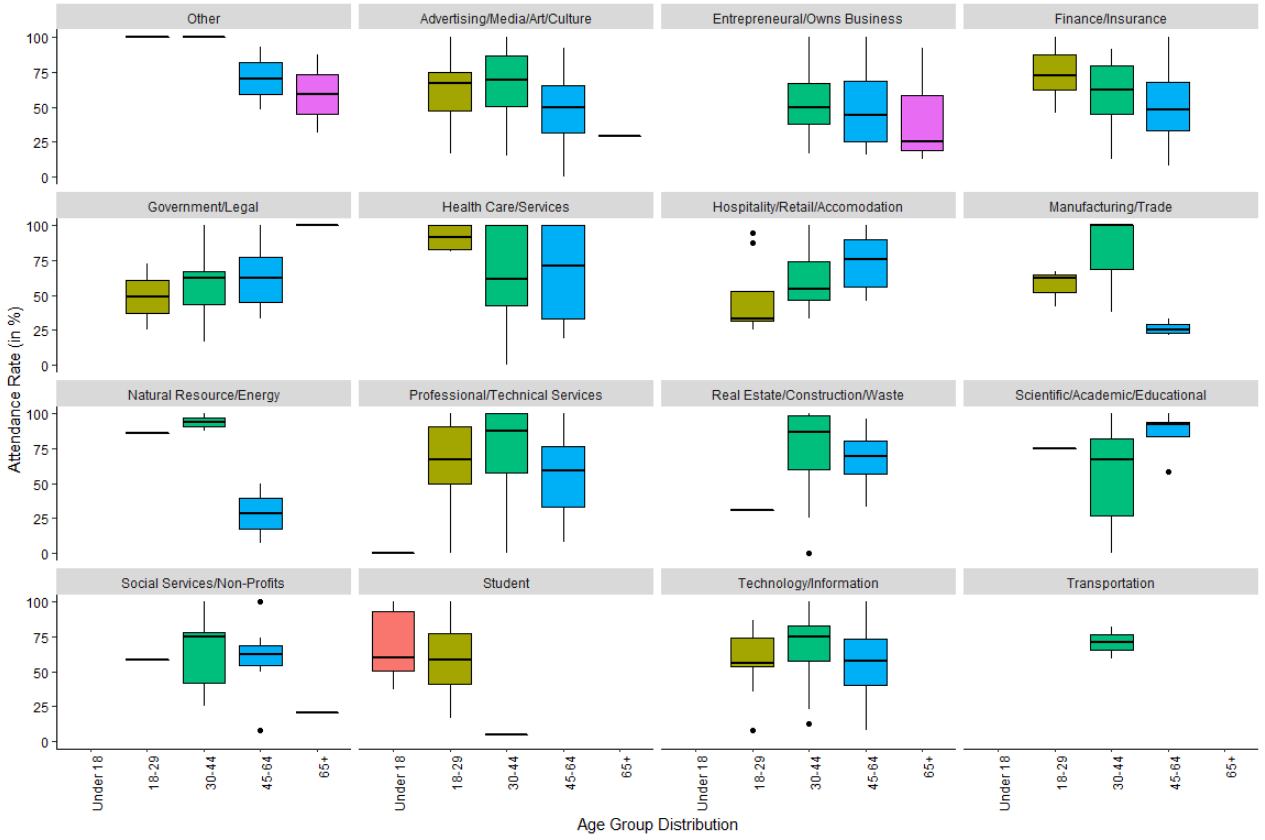 Other
Advertising/Media/Art/Culture
Entrepreneural/Owns Business
Finance/Insurance
100
75
50
25
0
Government/Legal
Health Care/Services
Hospitality/Retail/Accomodation
Manufacturing/Trade
100
75
50
25
0
Natural Resource/Energy
Professional/Technical Services
Real Estate/Construction/Waste
Scientific/Academic/Educational
100
75
50
25
0
Social Services/Non-Profits
Student
Technology/Information
Transportation
100
75
50
25
0
Attendance Rate (in %)
Under 18
18-29
30-44
45-64
65+
Under 18
18-29
30-44
45-64
65+
Under 18
18-29
30-44
45-64
65+
Under 18
18-29
30-44
45-64
65+
Age Group Distribution